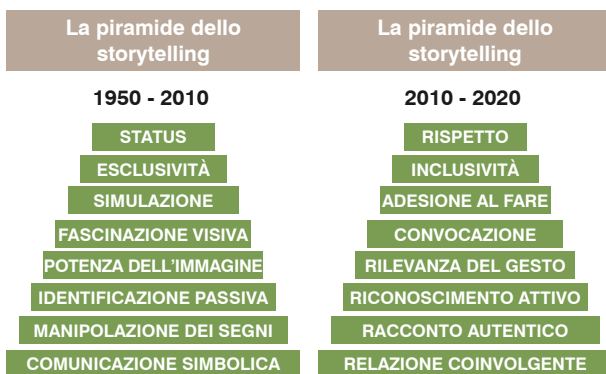 La piramide dello
storytelling
1950 - 2010
STATUS
ESCLUSIVITÀ
SIMULAZIONE
FASCINAZIONE VISIVA
POTENZA DELL'IMMAGINE
IDENTIFICAZIONE PASSIVA
MANIPOLAZIONE DEI SEGNI
COMUNICAZIONE SIMBOLICA
La piramide dello
storytelling
2010 - 2020
RISPETTO
INCLUSIVITÀ
ADESIONE AL FARE
CONVOCAZIONE
RILEVANZA DEL GESTO
RICONOSCIMENTO ATTIVO
RACCONTO AUTENTICO
RELAZIONE COINVOLGENTE